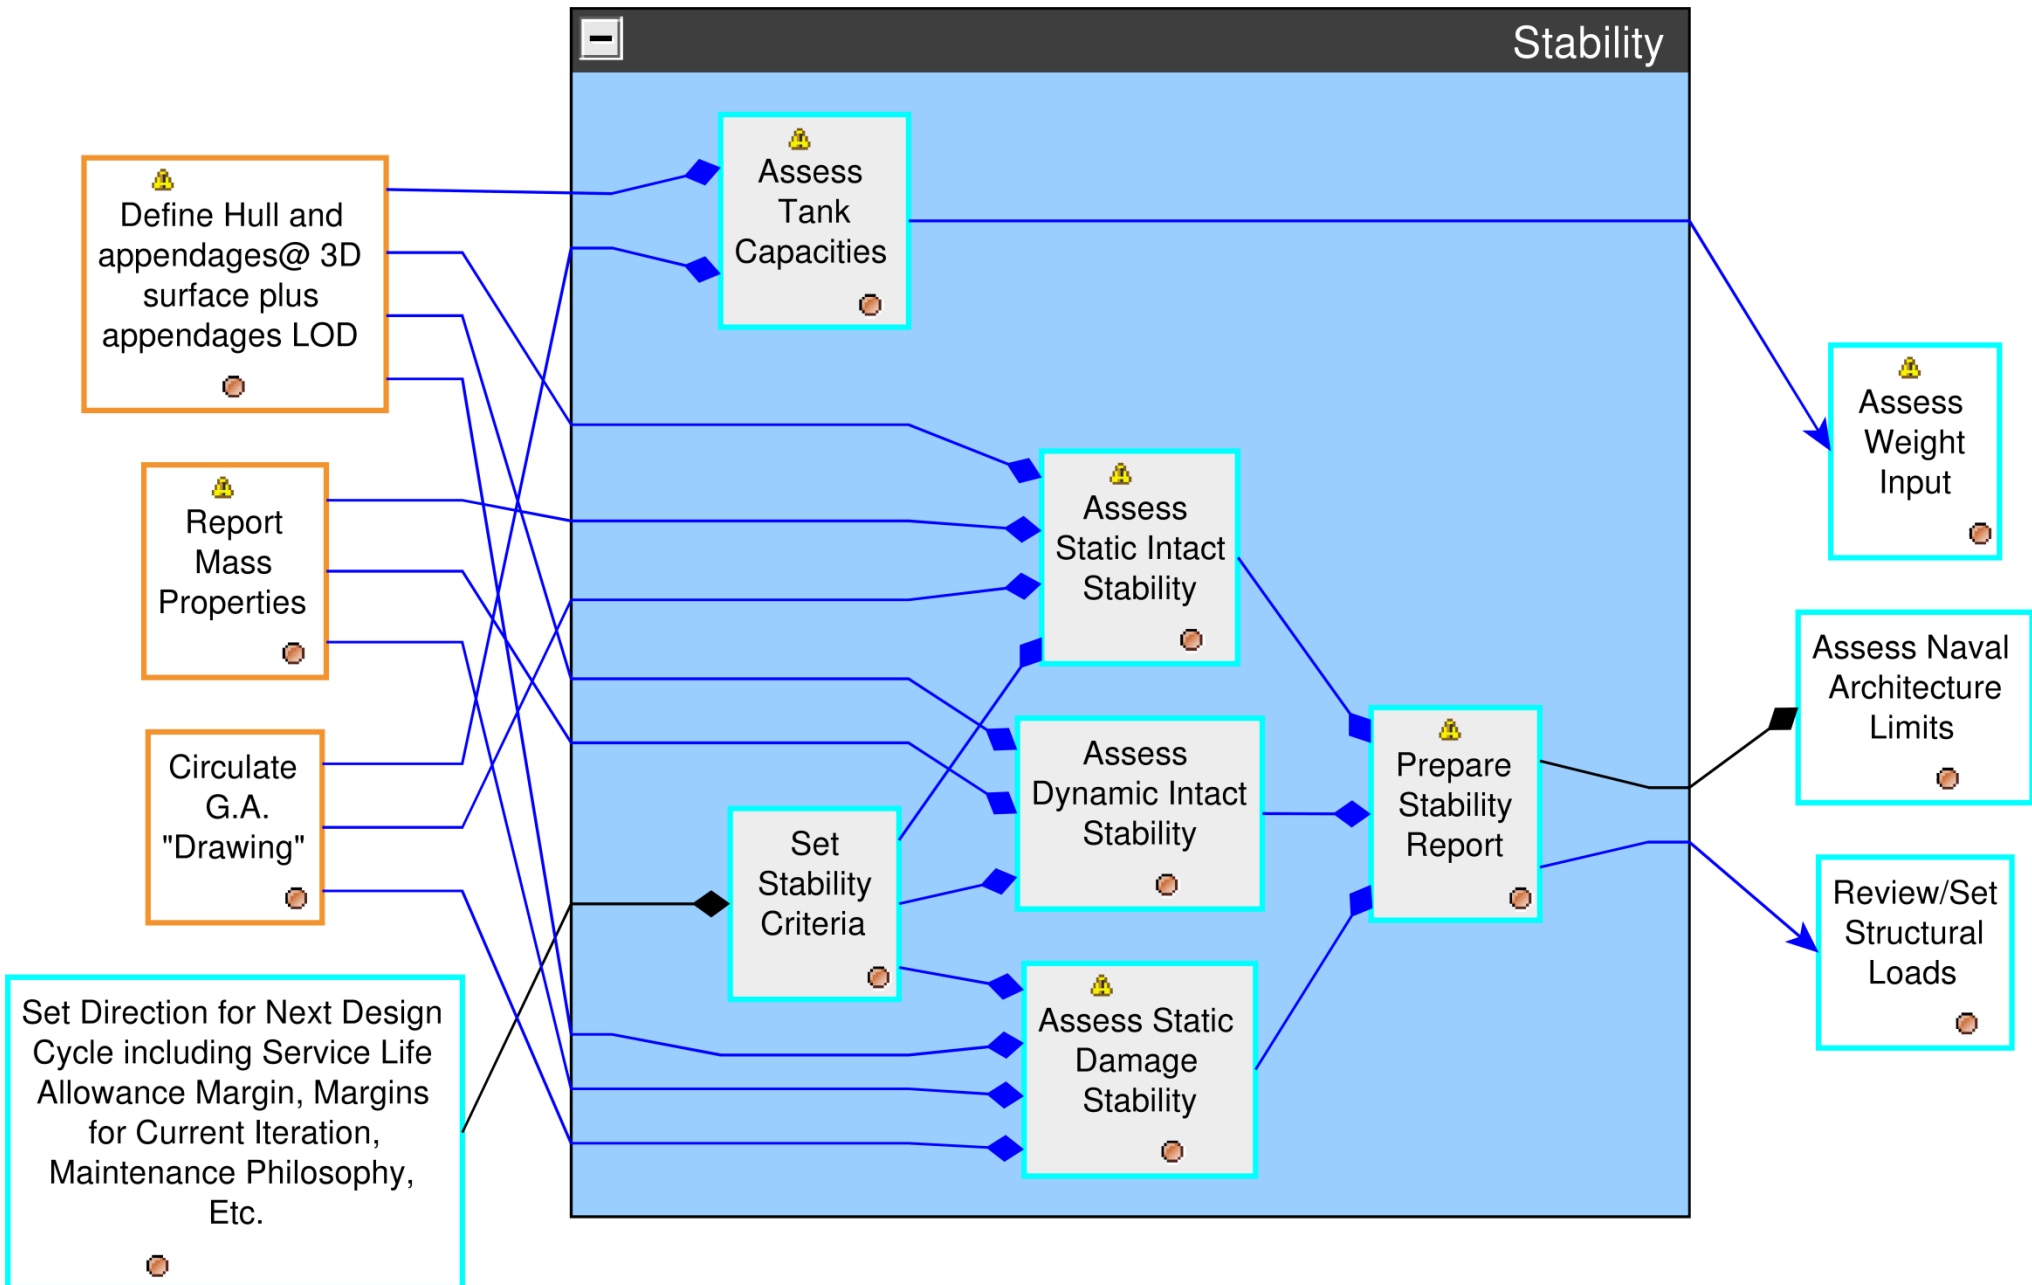 Stability
Define Hull and
appendages@ 3D
surface plus
appendages LOD
Report
Mass
Properties
Circulate
G.A.
"Drawing"
Set Direction for Next Design
Cycle including Service Life
Allowance Margin, Margins
for Current Iteration,
Maintenance Philosophy,
Etc.
Assess
Tank
Capacities
Set
Stability
Criteria
Assess
Static Intact
Stability
Assess
Dynamic Intact
Stability
Assess Static
Damage
Stability
Prepare
Stability
Report
Assess
Weight
Input
Assess Naval
Architecture
Limits
Review/Set
Structural
Loads